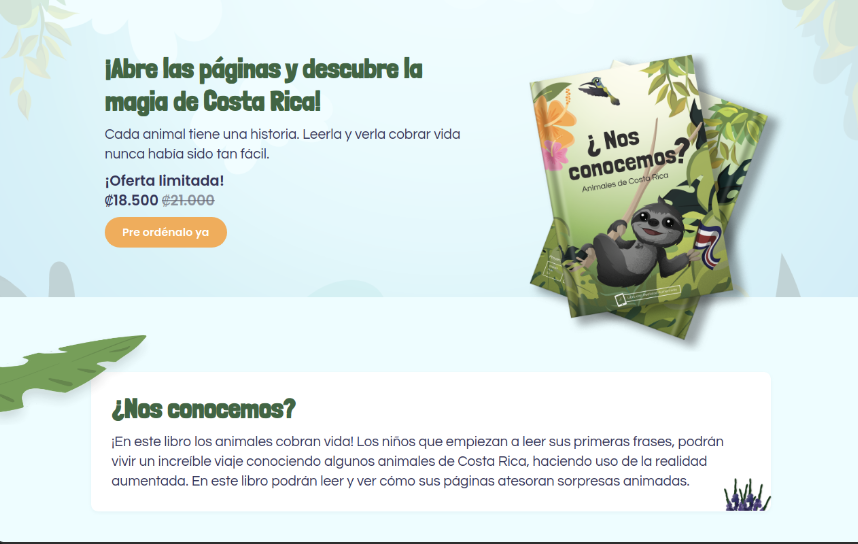 ¡Abre las páginas y descubre la
magia de Costa Rica!
Cada animal tiene una historia. Leerla y verla cobrar vida
nunca había sido tan fácil.
¡Oferta limitada!
₡18.500 ₡21.000
Pre ordénalo ya
¿Nos
conocemos?
Animales de Costa Rica
¿Nos conocemos?
¡En este libro los animales cobran vida! Los niños que empiezan a leer sus primeras frases, podrán
vivir un increíble viaje conociendo algunos animales de Costa Rica, haciendo uso de la realidad
aumentada. En este libro podrán leer y ver cómo sus páginas atesoran sorpresas animadas.